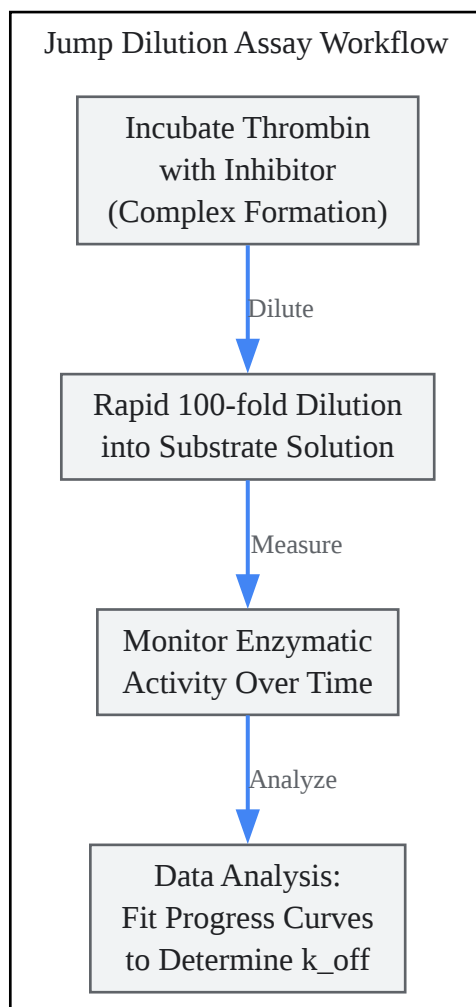 Jump Dilution Assay Workflow
Incubate Thrombin
with Inhibitor
(Complex Formation)
Dilute
Rapid 100-fold Dilution
into Substrate Solution
Measure
Monitor Enzymatic
Activity Over Time
Analyze
Data Analysis:
Fit Progress Curves
to Determine k_off